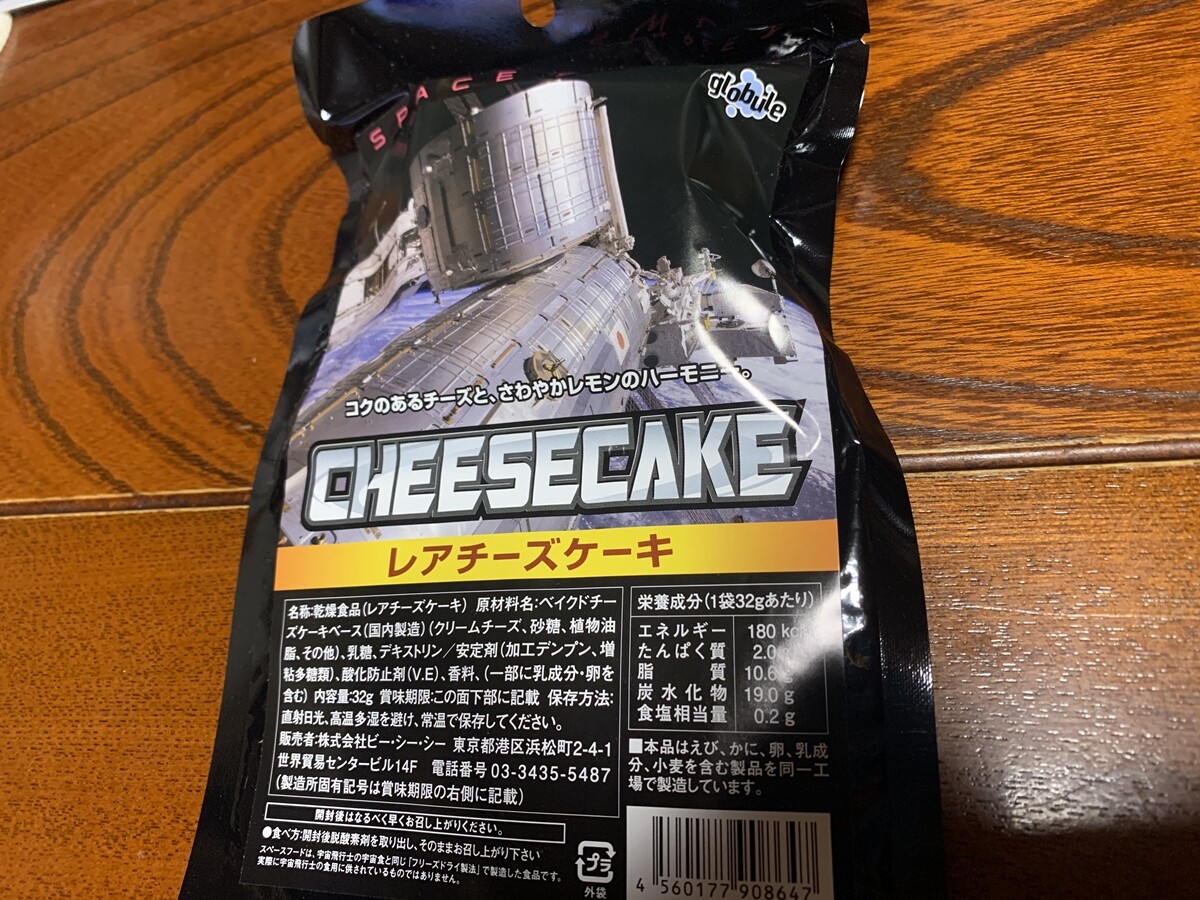 SPACE
globule
コクのあるチーズと、さわやかレモンのハーモニー。
CHEESECAKE
レアチーズケーキ
名称:乾燥食品(レアチーズケーキ) 原材料名:ベイクドチー
ズケーキベース(国内製造)(クリームチーズ、砂糖、植物油
脂、その他)、乳糖、デキストリン/安定剤(加工デンプン、増
粘多糖類)、酸化防止剤(V.E)、香料、(一部に乳成分・卵を
含む) 内容量:32g 賞味期限:この面下部に記載 保存方法:
直射日光、高温多湿を避け、常温で保存してください。
販売者:株式会社ビー・シー・シー 東京都港区浜松町2-4-1
世界貿易センタービル14F 電話番号 03-3435-5487
(製造所固有記号は賞味期限の右側に記載)
開封後はなるべく早くお召し上がりください。
●食べ方:開封後脱酸素剤を取り出し、そのままお召し上がり下さい
スペースフードは、宇宙飛行士の宇宙食と同じ「フリーズドライ製法」で製造した食品です。
実際に宇宙飛行士の食用に供されているものではありません。
プラ
外袋
栄養成分(1袋32gあたり)
エネルギー 180 kcal
たんぱく質 2.0 g
脂質 10.6 g
炭水化物 19.0 g
食塩相当量 0.2 g
■本品はえび、かに、卵、乳成
分、小麦を含む製品を同一工
場で製造しています。
4 560177 908647